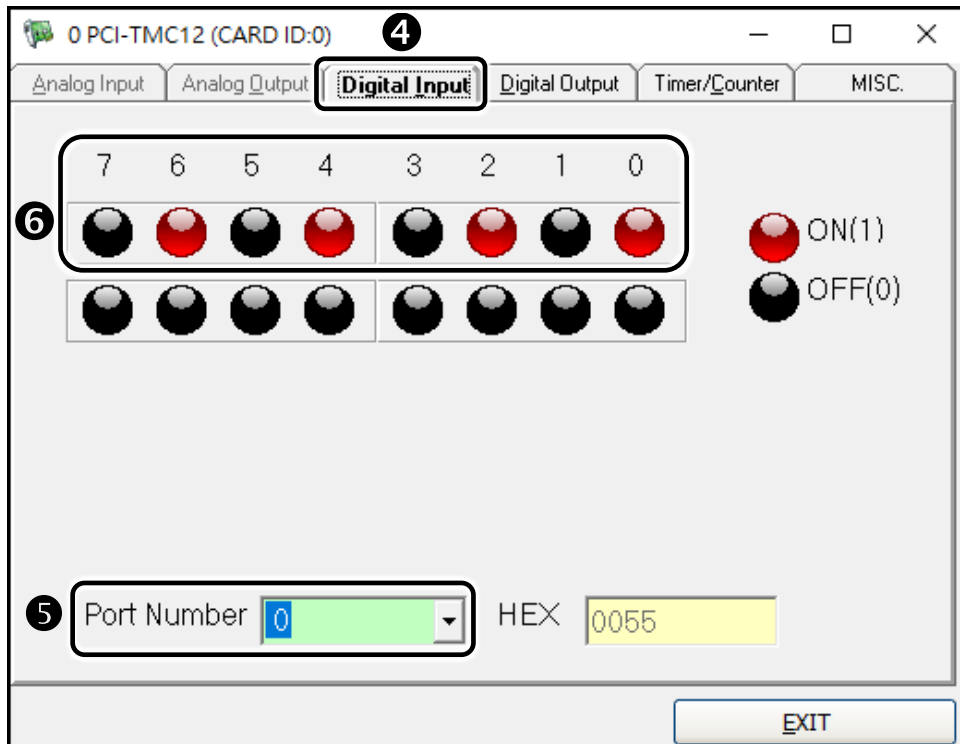 0 PCI-TMC12 (CARD ID:0)
4
Analog Input Analog Output Digital Input Digital Output Timer/Counter MISC.
7 6 5 4 3 2 1 0
6
ON(1)
OFF(0)
5 Port Number 0 HEX 0055
EXIT